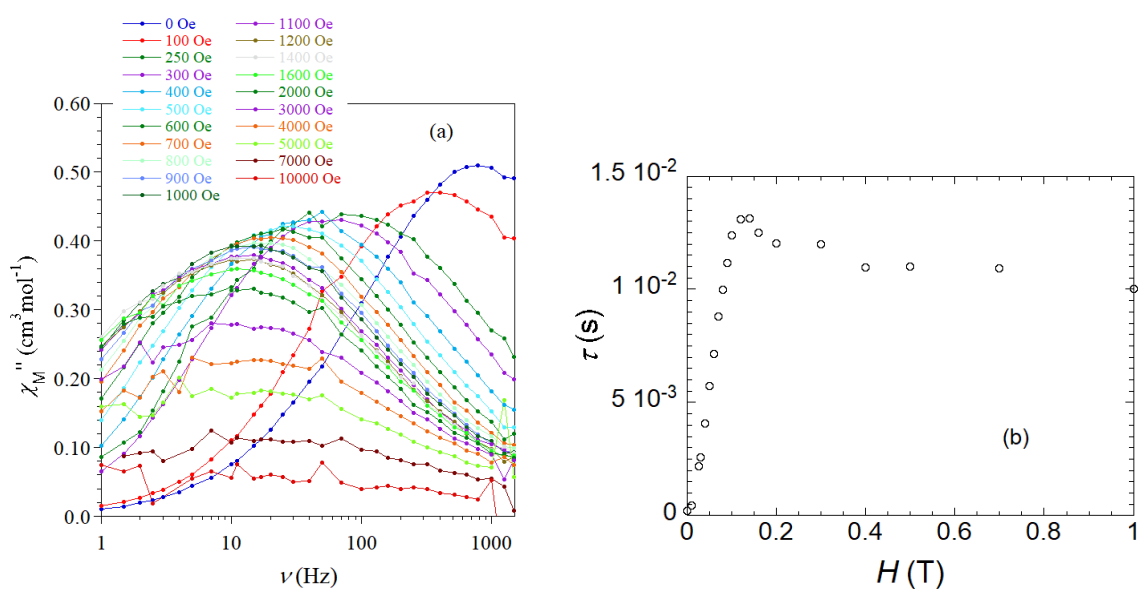 0 Oe
100 Oe
250 Oe
300 Oe
400 Oe
500 Oe
600 Oe
700 Oe
800 Oe
900 Oe
1000 Oe
1100 Oe
1200 Oe
1400 Oe
1600 Oe
2000 Oe
3000 Oe
4000 Oe
5000 Oe
7000 Oe
10000 Oe
(a)
0.60
0.50
0.40
0.30
0.20
0.10
0.0
χM'' (cm³mol⁻¹)
1 10 100 1000
ν (Hz)
1.5 10⁻²
1 10⁻²
5 10⁻³
0
τ (s)
(b)
0 0.2 0.4 0.6 0.8 1
H (T)